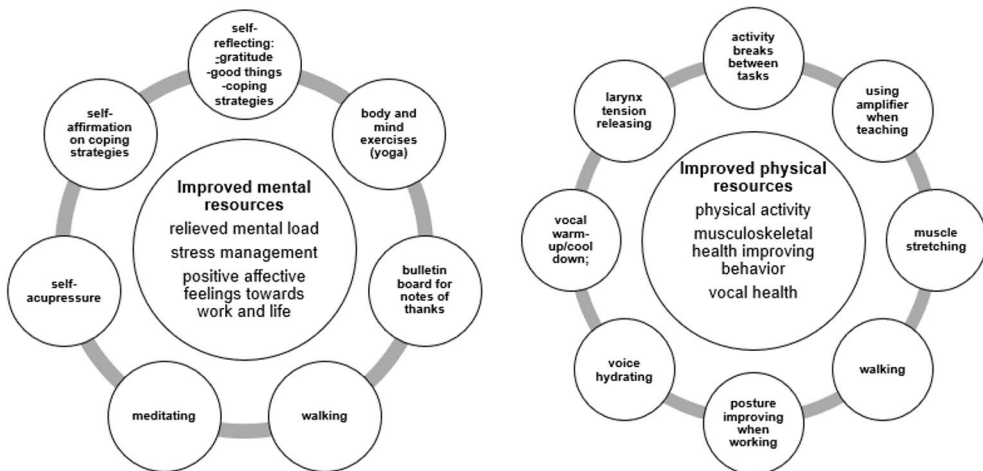 self-
reflecting:
-gratitude
-good things
-coping
strategies
body and
mind
exercises
(yoga)
bulletin
board for
notes of
thanks
walking
meditating
self-
acupressure
self-
affirmation
on coping
strategies
Improved mental
resources
relieved mental load
stress management
positive affective
feelings towards
work and life
activity
breaks
between
tasks
using
amplifier
when
teaching
muscle
stretching
walking
posture
improving
when
working
voice
hydrating
vocal
warm-
up/cool
down;
larynx
tension
releasing
Improved physical
resources
physical activity
musculoskeletal
health improving
behavior
vocal health